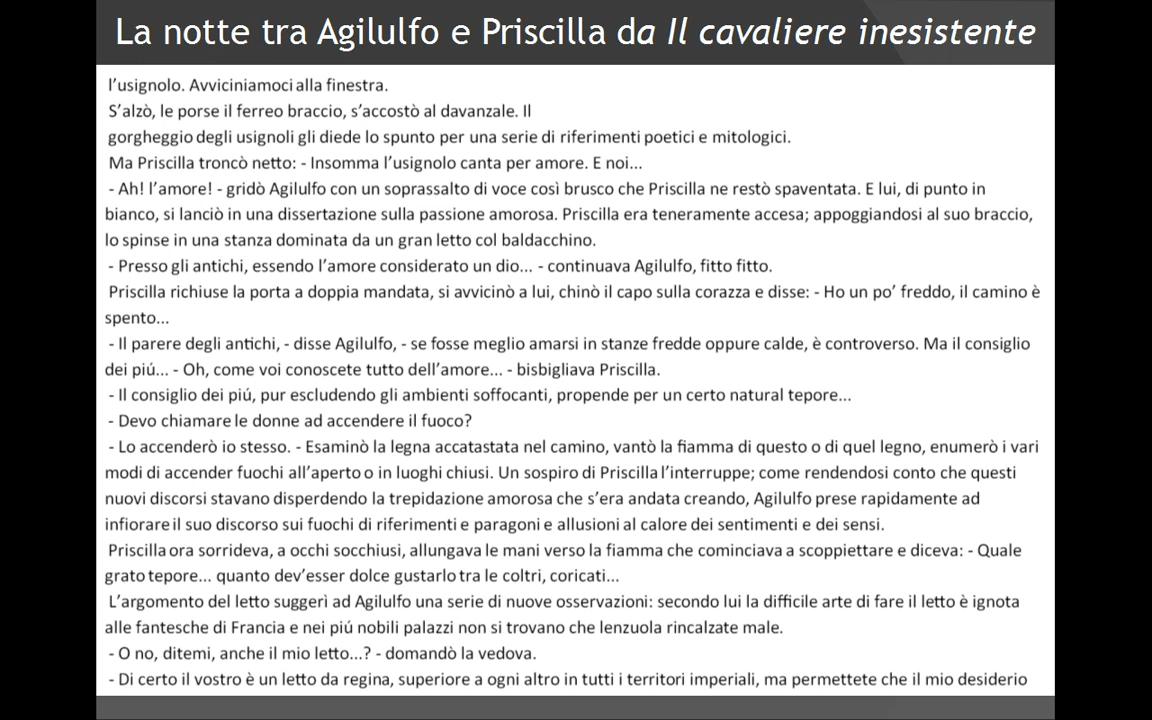 La notte tra Agilulfo e Priscilla da Il cavaliere inesistente
l’usignolo. Avviciniamoci alla finestra.
S’alzò, le porse il ferreo braccio, s’accostò al davanzale. Il
gorgheggio degli usignoli gli diede lo spunto per una serie di riferimenti poetici e mitologici.
Ma Priscilla troncò netto: - Insomma l’usignolo canta per amore. E noi...
- Ah! l’amore! - gridò Agilulfo con un soprassalto di voce così brusco che Priscilla ne restò spaventata. E lui, di punto in
bianco, si lanciò in una dissertazione sulla passione amorosa. Priscilla era teneramente accesa; appoggiandosi al suo braccio,
lo spinse in una stanza dominata da un gran letto col baldacchino.
- Presso gli antichi, essendo l’amore considerato un dio... - continuava Agilulfo, fitto fitto.
Priscilla richiuse la porta a doppia mandata, si avvicinò a lui, chinò il capo sulla corazza e disse: - Ho un po’ freddo, il camino è
spento...
- Il parere degli antichi, - disse Agilulfo, - se fosse meglio amarsi in stanze fredde oppure calde, è controverso. Ma il consiglio
dei piú... - Oh, come voi conoscete tutto dell’amore... - bisbigliava Priscilla.
- Il consiglio dei piú, pur escludendo gli ambienti soffocanti, propende per un certo natural tepore...
- Devo chiamare le donne ad accendere il fuoco?
- Lo accenderò io stesso. - Esaminò la legna accatastata nel camino, vantò la fiamma di questo o di quel legno, enumerò i vari
modi di accender fuochi all’aperto o in luoghi chiusi. Un sospiro di Priscilla l’interruppe; come rendendosi conto che questi
nuovi discorsi stavano disperdendo la trepidazione amorosa che s’era andata creando, Agilulfo prese rapidamente ad
infiorare il suo discorso sui fuochi di riferimenti e paragoni e allusioni al calore dei sentimenti e dei sensi.
Priscilla ora sorrideva, a occhi socchiusi, allungava le mani verso la fiamma che cominciava a scoppiettare e diceva: - Quale
grato tepore... quanto dev’esser dolce gustarlo tra le coltri, coricati...
L’argomento del letto suggerì ad Agilulfo una serie di nuove osservazioni: secondo lui la difficile arte di fare il letto è ignota
alle fantesche di Francia e nei piú nobili palazzi non si trovano che lenzuola rincalzate male.
- O no, ditemi, anche il mio letto...? - domandò la vedova.
- Di certo il vostro è un letto da regina, superiore a ogni altro in tutti i territori imperiali, ma permettete che il mio desiderio